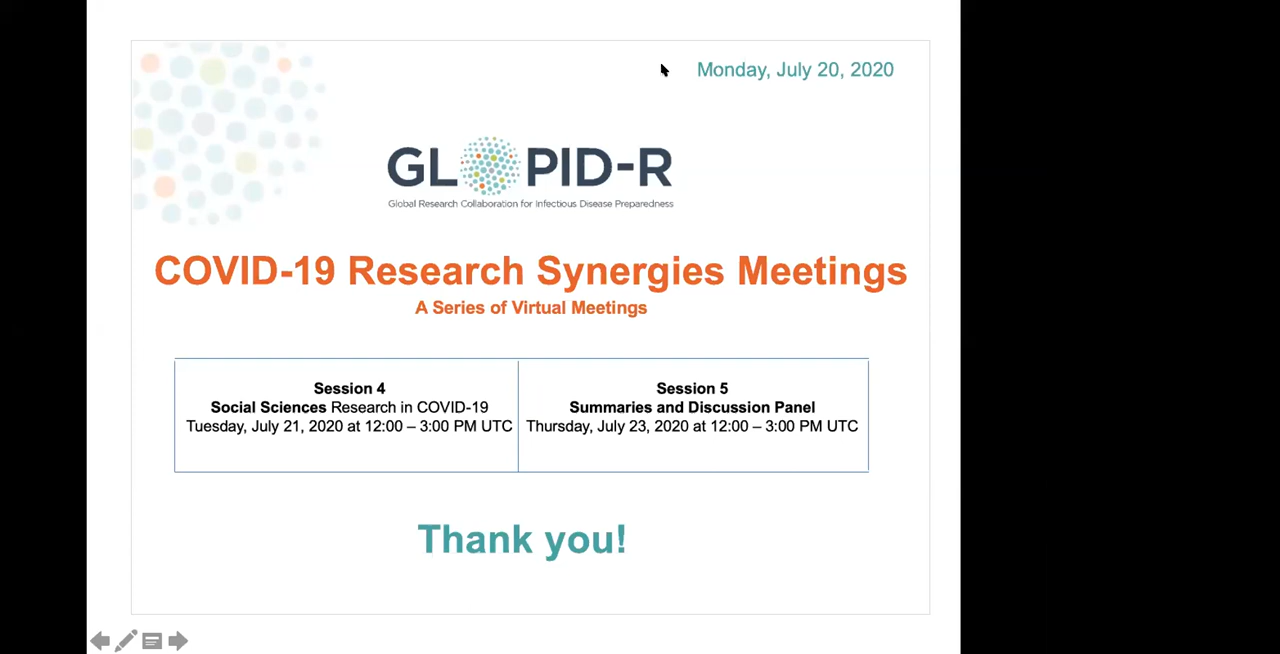 Monday, July 20, 2020
GLOPID-R
Global Research Collaboration for Infectious Disease Preparedness
COVID-19 Research Synergies Meetings
A Series of Virtual Meetings
Session 4
Social Sciences Research in COVID-19
Tuesday, July 21, 2020 at 12:00 – 3:00 PM UTC
Session 5
Summaries and Discussion Panel
Thursday, July 23, 2020 at 12:00 – 3:00 PM UTC
Thank you!